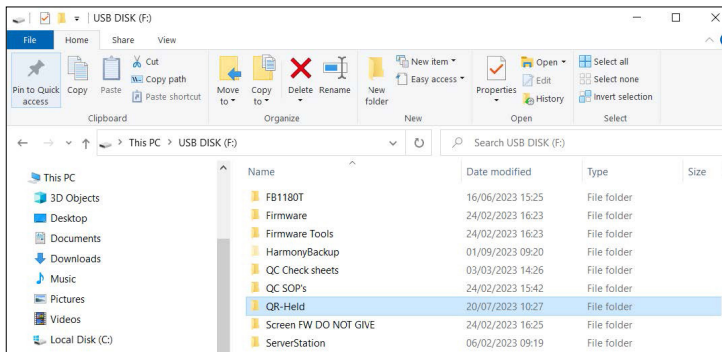 USB DISK (F:)
File Home Share View
Pin to Quick access
Copy
Paste
Cut
Copy path
Paste shortcut
Clipboard
Move to
Copy to
Delete
Rename
Organize
New folder
New item
Easy access
New
Properties
Open
Edit
History
Open
Select all
Select none
Invert selection
Select
This PC > USB DISK (F:)
Search USB DISK (F:)
Name Date modified Type Size
This PC
3D Objects
Desktop
Documents
Downloads
Music
Pictures
Videos
Local Disk (C:)
FB1180T 16/06/2023 15:25 File folder
Firmware 24/02/2023 16:23 File folder
Firmware Tools 24/02/2023 16:23 File folder
HarmonyBackup 01/09/2023 09:20 File folder
QC Check sheets 03/03/2023 14:26 File folder
QC SOP's 24/02/2023 15:42 File folder
QR-Held 20/07/2023 10:27 File folder
Screen FW DO NOT GIVE 24/02/2023 16:25 File folder
ServerStation 06/02/2023 09:19 File folder